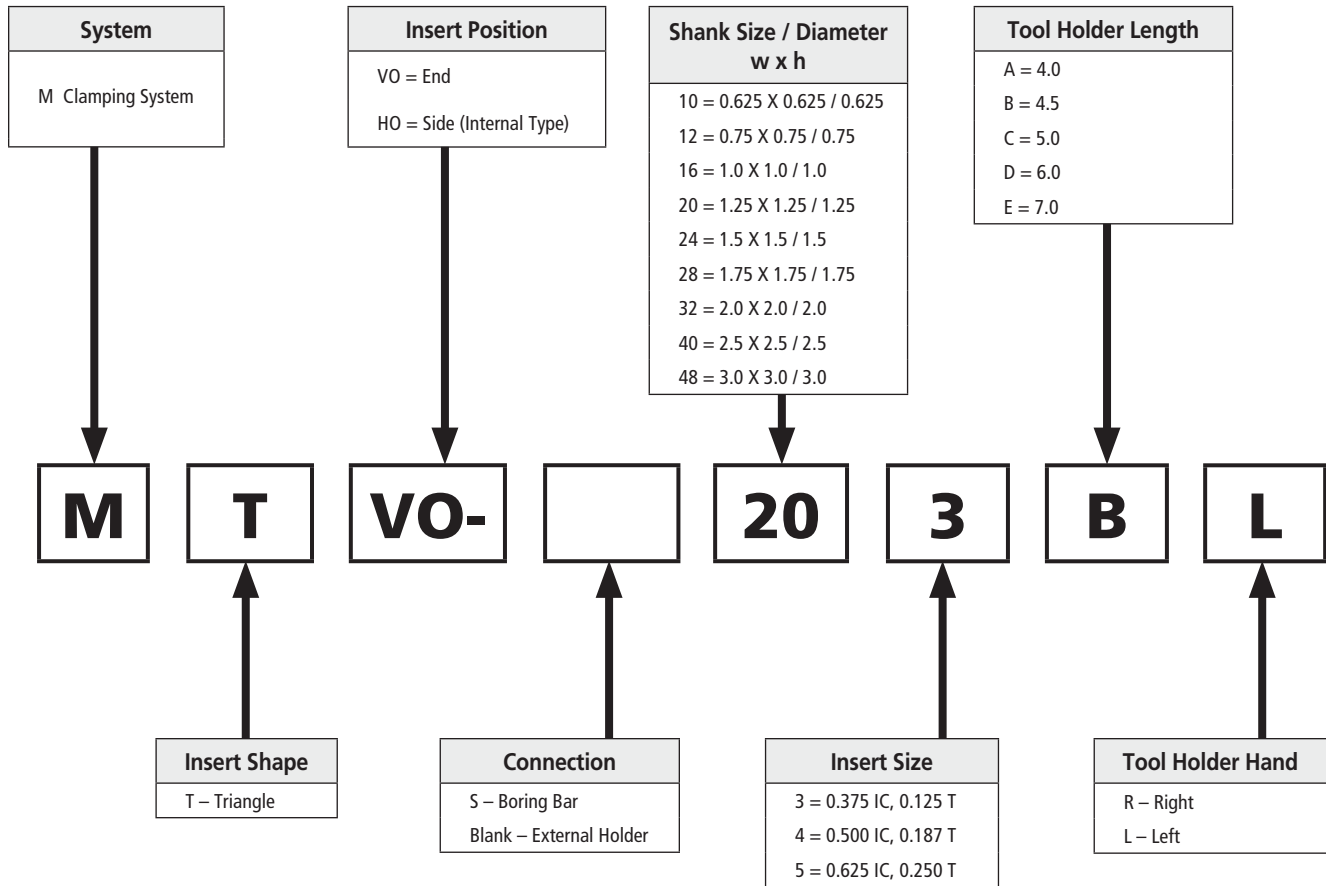 System
M Clamping System
Insert Position
VO = End
HO = Side (Internal Type)
Shank Size / Diameter
w x h
10 = 0.625 X 0.625 / 0.625
12 = 0.75 X 0.75 / 0.75
16 = 1.0 X 1.0 / 1.0
20 = 1.25 X 1.25 / 1.25
24 = 1.5 X 1.5 / 1.5
28 = 1.75 X 1.75 / 1.75
32 = 2.0 X 2.0 / 2.0
40 = 2.5 X 2.5 / 2.5
48 = 3.0 X 3.0 / 3.0
Tool Holder Length
A = 4.0
B = 4.5
C = 5.0
D = 6.0
E = 7.0
M T VO- 20 3 B L
Insert Shape
T – Triangle
Connection
S – Boring Bar
Blank – External Holder
Insert Size
3 = 0.375 IC, 0.125 T
4 = 0.500 IC, 0.187 T
5 = 0.625 IC, 0.250 T
Tool Holder Hand
R – Right
L – Left